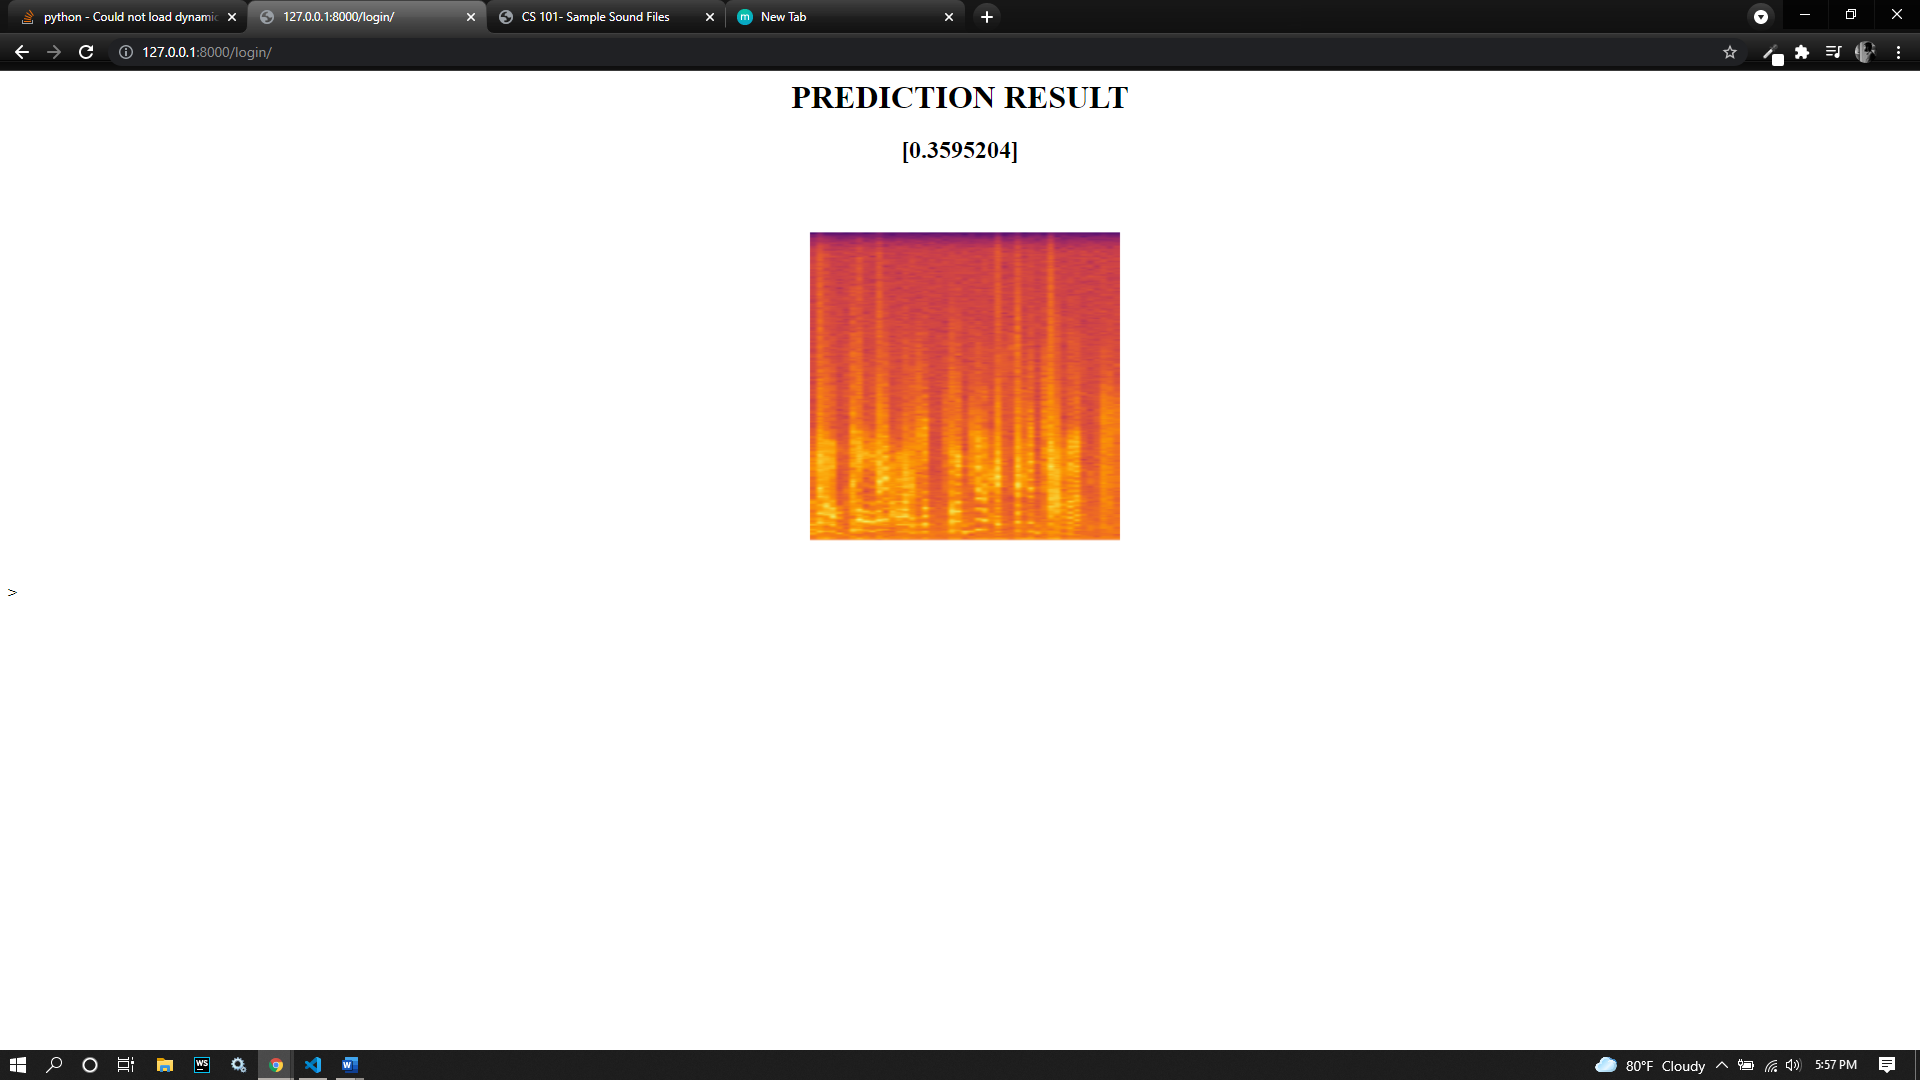 python - Could not load dynamic
127.0.0.1:8000/login/
CS 101- Sample Sound Files
m
New Tab
127.0.0.1:8000/login/
PREDICTION RESULT
[0.3595204]
>
WS
W
80°F Cloudy
5:57 PM